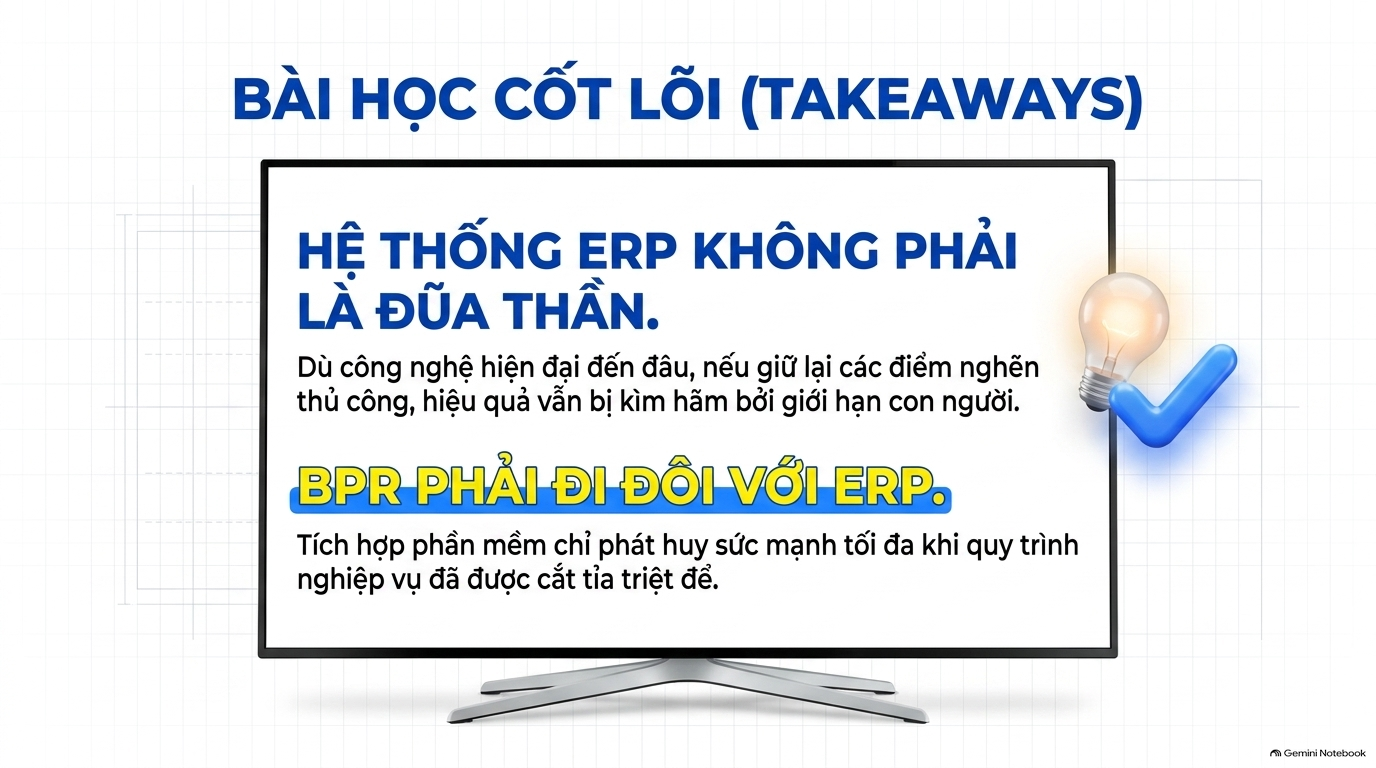 BÀI HỌC CỐT LÕI (TAKEAWAYS)
HỆ THỐNG ERP KHÔNG PHẢI
LÀ ĐŨA THẦN.
Dù công nghệ hiện đại đến đâu, nếu giữ lại các điểm nghẽn
thủ công, hiệu quả vẫn bị kìm hãm bởi giới hạn con người.
BPR PHẢI ĐI ĐÔI VỚI ERP.
Tích hợp phần mềm chỉ phát huy sức mạnh tối đa khi quy trình
nghiệp vụ đã được cắt tỉa triệt để.
Gemini Notebook